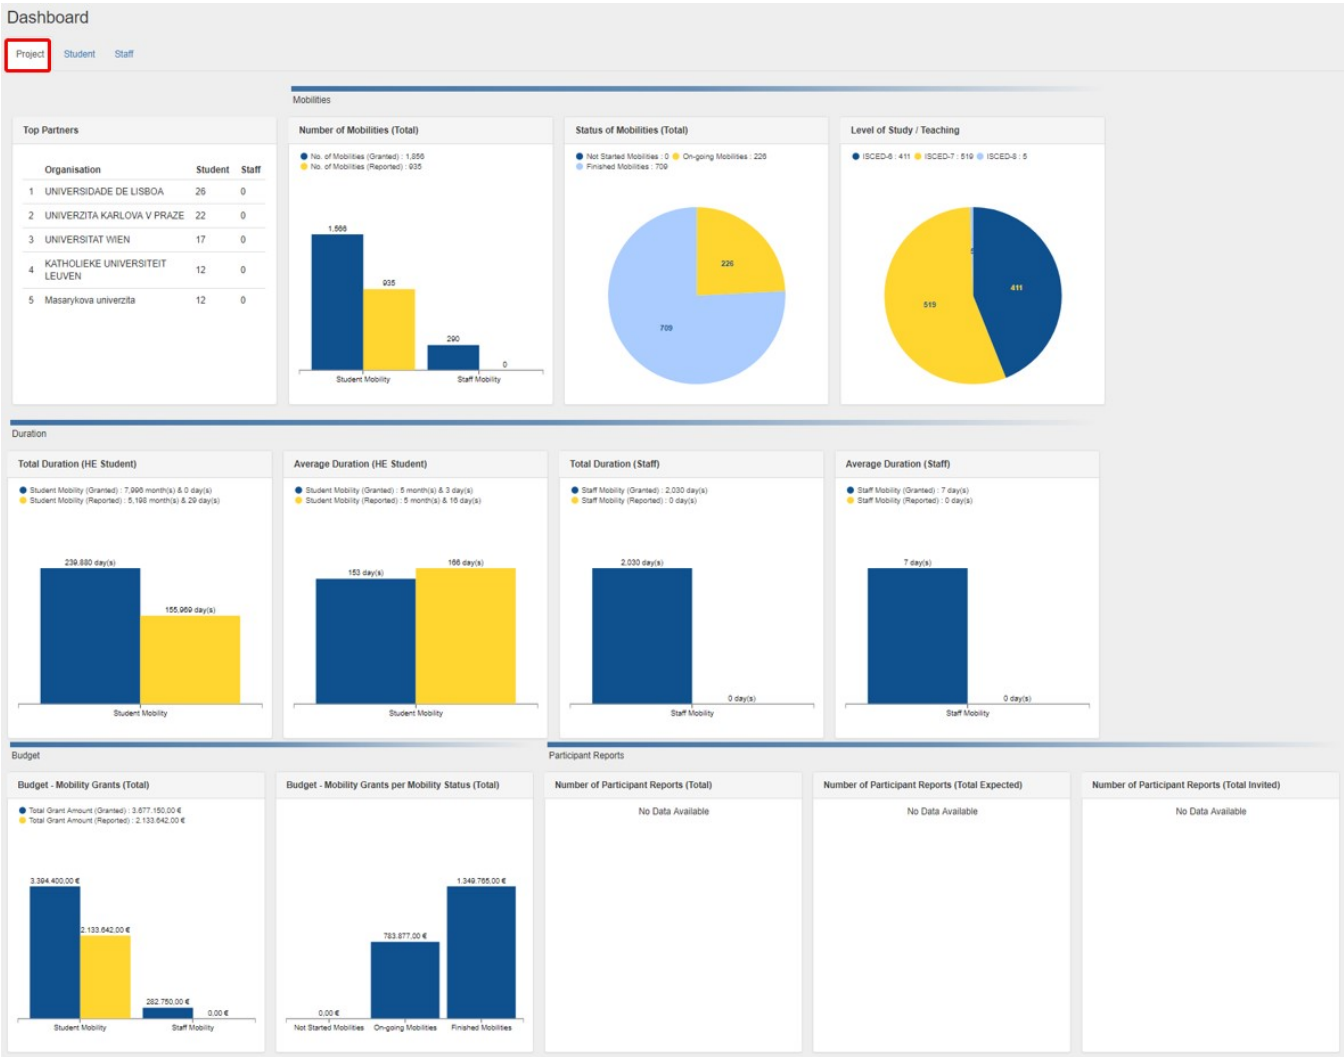 Dashboard
Project Student Staff
Mobilities
Top Partners
Organisation Student Staff
1 UNIVERSIDADE DE LISBOA 26 0
2 UNIVERZITA KARLOVA V PRAZE 22 0
3 UNIVERSITAT WIEN 17 0
4 KATHOLIEKE UNIVERSITEIT LEUVEN 12 0
5 Masarykova univerzita 12 0
Number of Mobilities (Total)
No. of Mobilities (Granted) : 1,856
No. of Mobilities (Reported) : 935
1,566
935
290
0
Student Mobility Staff Mobility
Status of Mobilities (Total)
Not Started Mobilities : 0 On-going Mobilities : 226
Finished Mobilities : 709
226
709
Level of Study / Teaching
ISCED-6 : 411 ISCED-7 : 519 ISCED-8 : 5
5
411
519
Duration
Total Duration (HE Student)
Student Mobility (Granted) : 7,996 month(s) & 0 day(s)
Student Mobility (Reported) : 5,198 month(s) & 29 day(s)
239,880 day(s)
155,969 day(s)
Student Mobility
Average Duration (HE Student)
Student Mobility (Granted) : 5 month(s) & 3 day(s)
Student Mobility (Reported) : 5 month(s) & 16 day(s)
153 day(s)
166 day(s)
Student Mobility
Total Duration (Staff)
Staff Mobility (Granted) : 2,030 day(s)
Staff Mobility (Reported) : 0 day(s)
2,030 day(s)
0 day(s)
Staff Mobility
Average Duration (Staff)
Staff Mobility (Granted) : 7 day(s)
Staff Mobility (Reported) : 0 day(s)
7 day(s)
0 day(s)
Staff Mobility
Budget
Budget - Mobility Grants (Total)
Total Grant Amount (Granted) : 3.677.150,00 €
Total Grant Amount (Reported) : 2.133.642,00 €
3.394.400,00 €
2.133.642,00 €
282.750,00 €
0,00 €
Student Mobility Staff Mobility
Budget - Mobility Grants per Mobility Status (Total)
0,00 €
783.877,00 €
1.349.765,00 €
Not Started Mobilities On-going Mobilities Finished Mobilities
Participant Reports
Number of Participant Reports (Total)
No Data Available
Number of Participant Reports (Total Expected)
No Data Available
Number of Participant Reports (Total Invited)
No Data Available